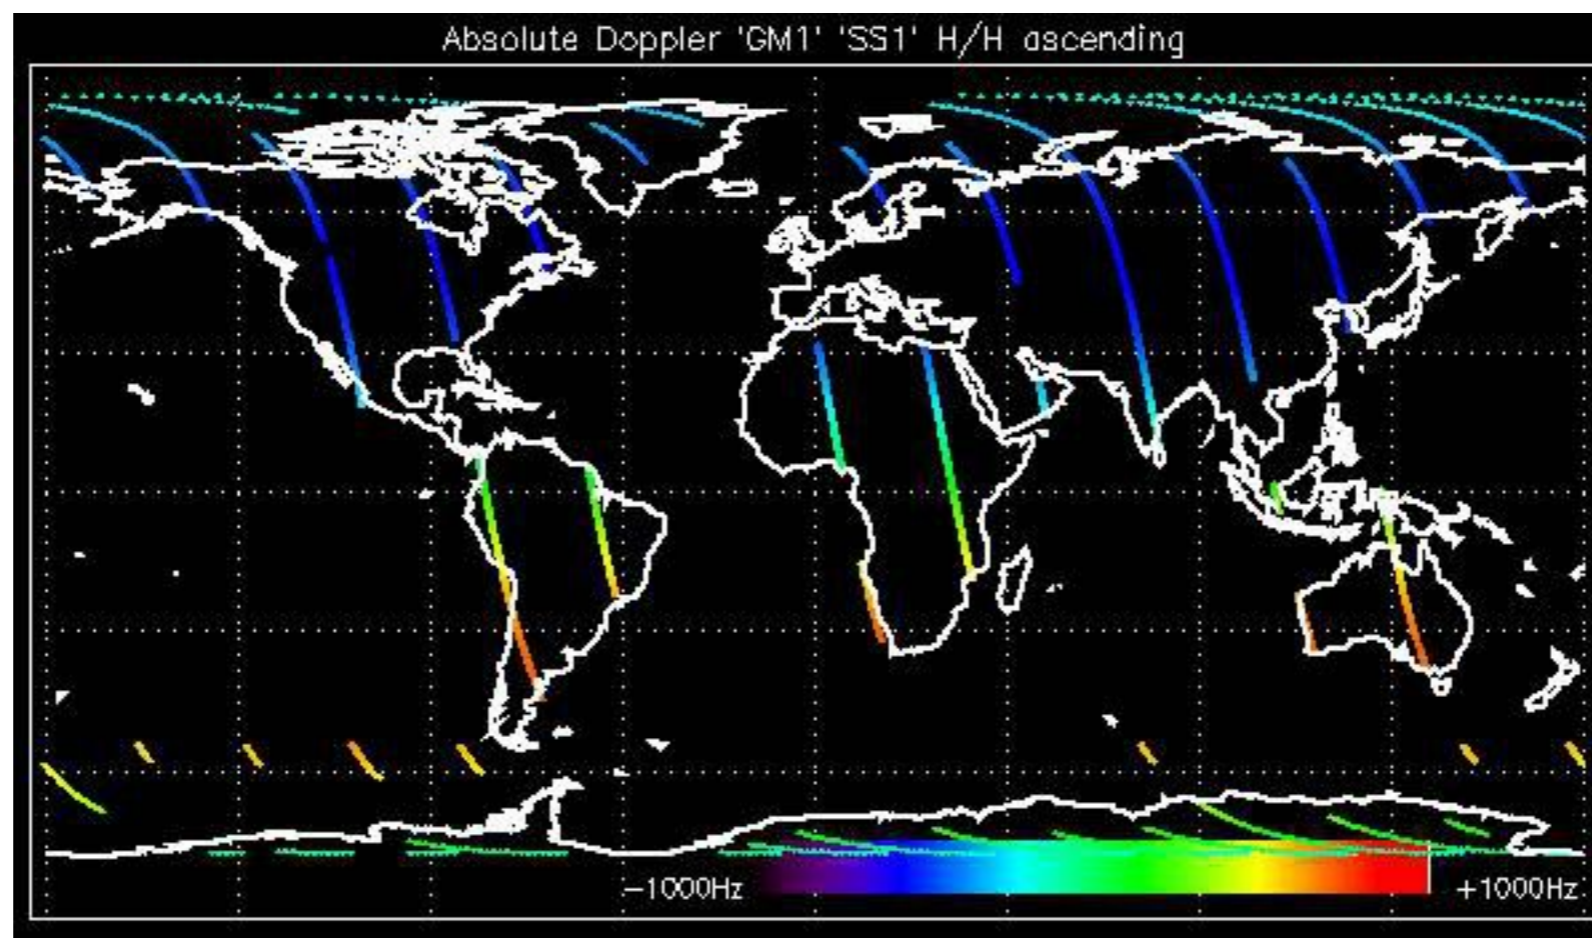 Absolute Doppler 'GM1' 'SS1' H/H ascending
−1000Hz
+1000Hz